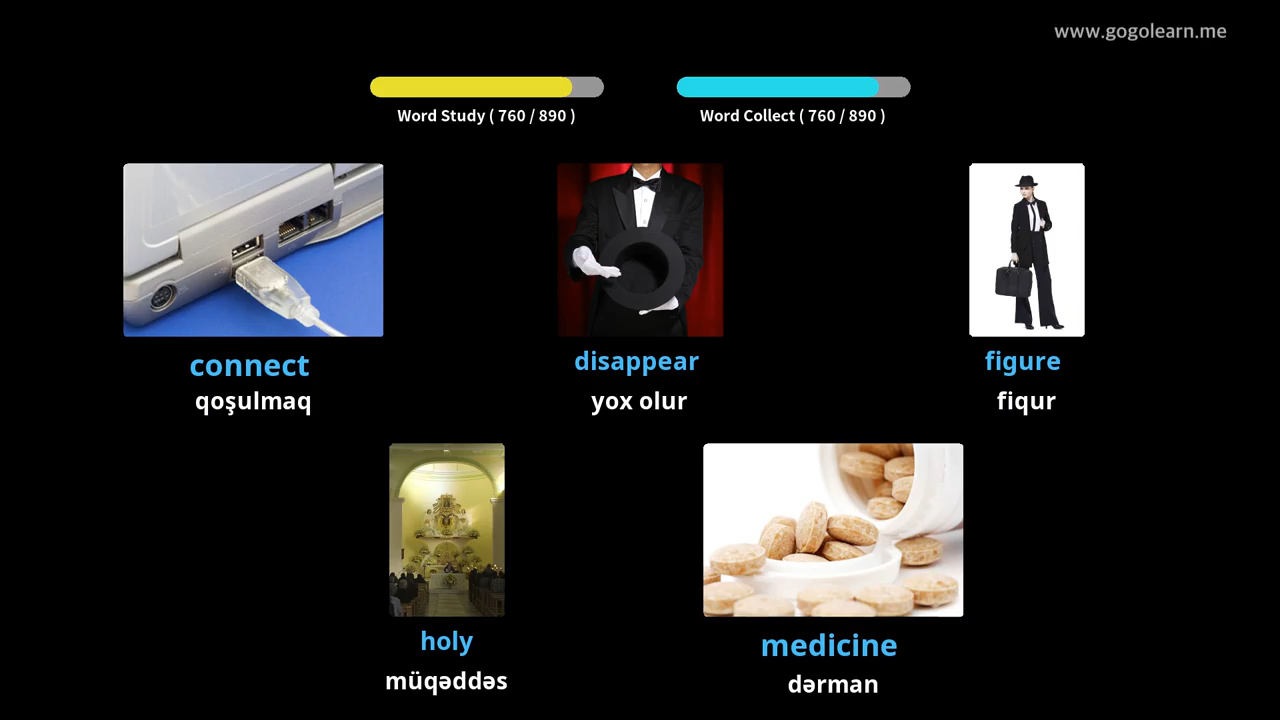 www.gogolearn.me
Word Study ( 760 / 890 )
Word Collect ( 760 / 890 )
connect
qoşulmaq
disappear
yox olur
figure
fiqur
holy
müqəddəs
medicine
dərman